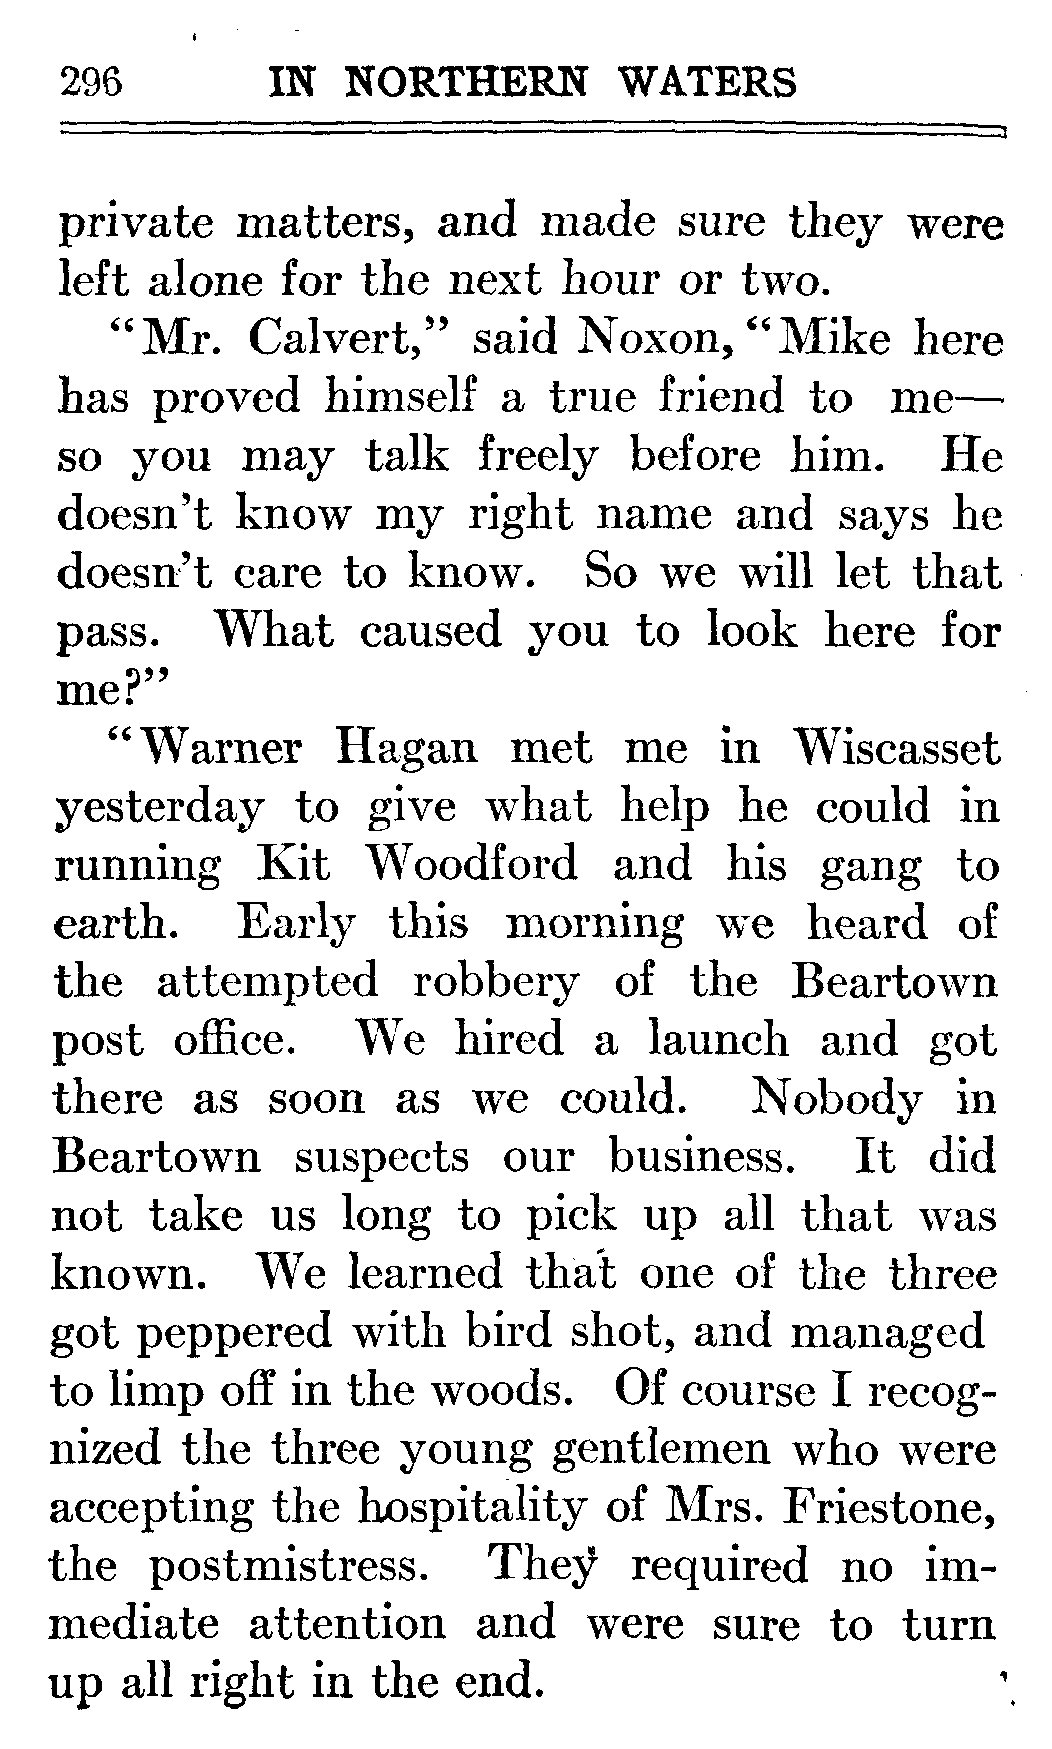 296 IN NORTHERN WATERS
private matters, and made sure they were
left alone for the next hour or two.
“Mr. Calvert,” said Noxon, “Mike here
has proved himself a true friend to me—
so you may talk freely before him. He
doesn't know my right name and says he
doesn't care to know. So we will let that
pass. What caused you to look here for
me?”
“Warner Hagan met me in Wiscasset
yesterday to give what help he could in
running Kit Woodford and his gang to
earth. Early this morning we heard of
the attempted robbery of the Beartown
post office. We hired a launch and got
there as soon as we could. Nobody in
Beartown suspects our business. It did
not take us long to pick up all that was
known. We learned that one of the three
got peppered with bird shot, and managed
to limp off in the woods. Of course I recog-
nized the three young gentlemen who were
accepting the hospitality of Mrs. Friestone,
the postmistress. They required no im-
mediate attention and were sure to turn
up all right in the end.